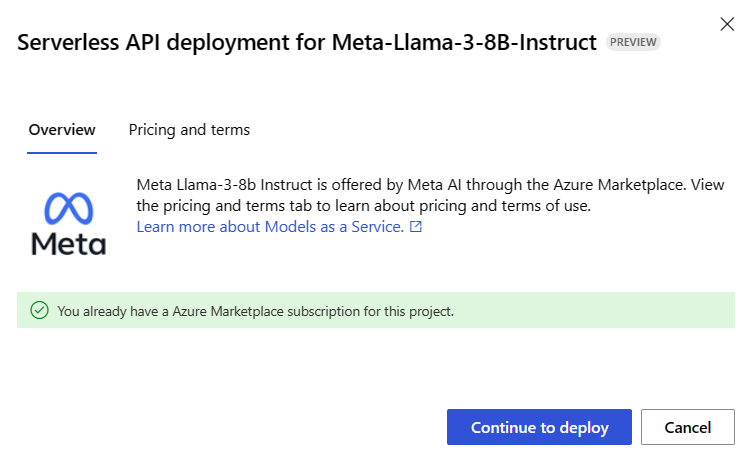 Serverless API deployment for Meta-Llama-3-8B-Instruct PREVIEW
Overview Pricing and terms
Meta Llama-3-8b Instruct is offered by Meta AI through the Azure Marketplace. View
the pricing and terms tab to learn about pricing and terms of use.
Learn more about Models as a Service.
Meta
You already have a Azure Marketplace subscription for this project.
Continue to deploy Cancel